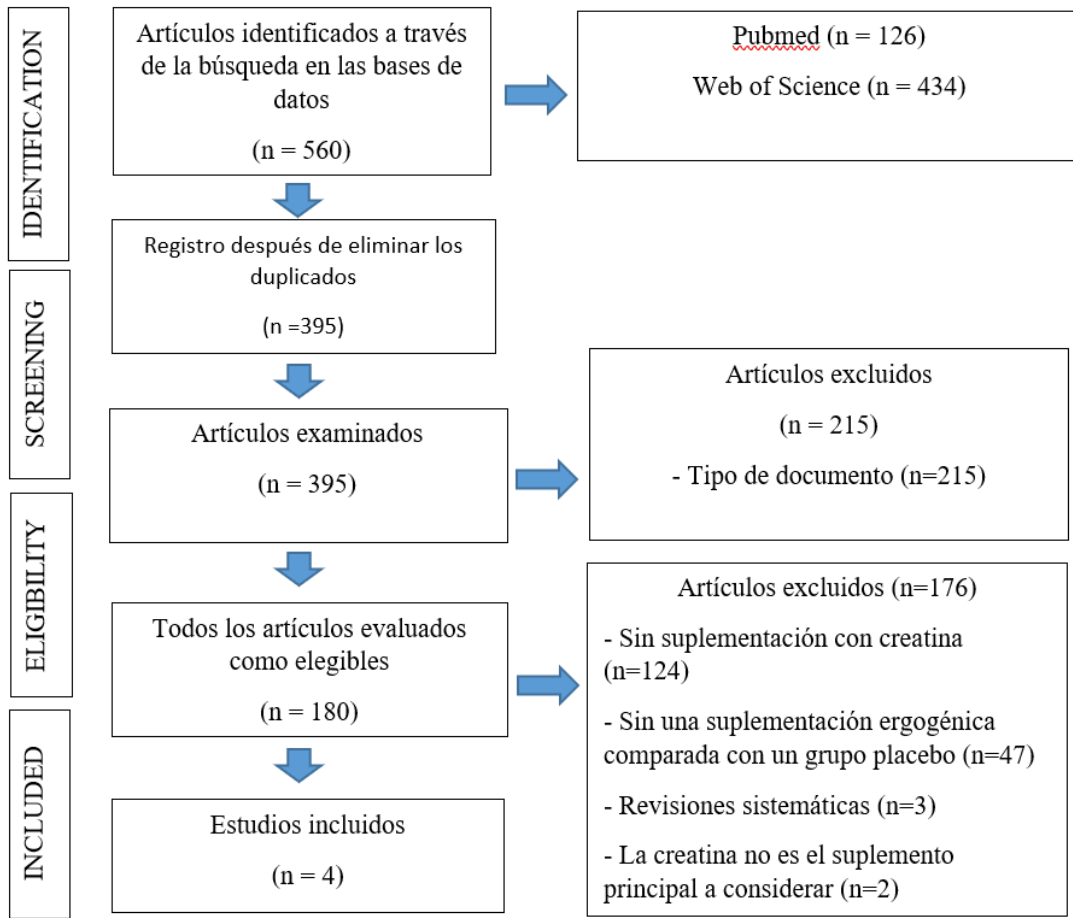 IDENTIFICATION
Artículos identificados a través
de la búsqueda en las bases de
datos
(n = 560)
Pubmed (n = 126)
Web of Science (n = 434)
Registro después de eliminar los
duplicados
(n =395)
SCREENING
Artículos examinados
(n = 395)
Artículos excluidos
(n = 215)
- Tipo de documento (n=215)
ELIGIBILITY
Todos los artículos evaluados
como elegibles
(n = 180)
Artículos excluidos (n=176)
- Sin suplementación con creatina
(n=124)
- Sin una suplementación ergogénica
comparada con un grupo placebo (n=47)
- Revisiones sistemáticas (n=3)
- La creatina no es el suplemento
principal a considerar (n=2)
INCLUDED
Estudios incluidos
(n = 4)